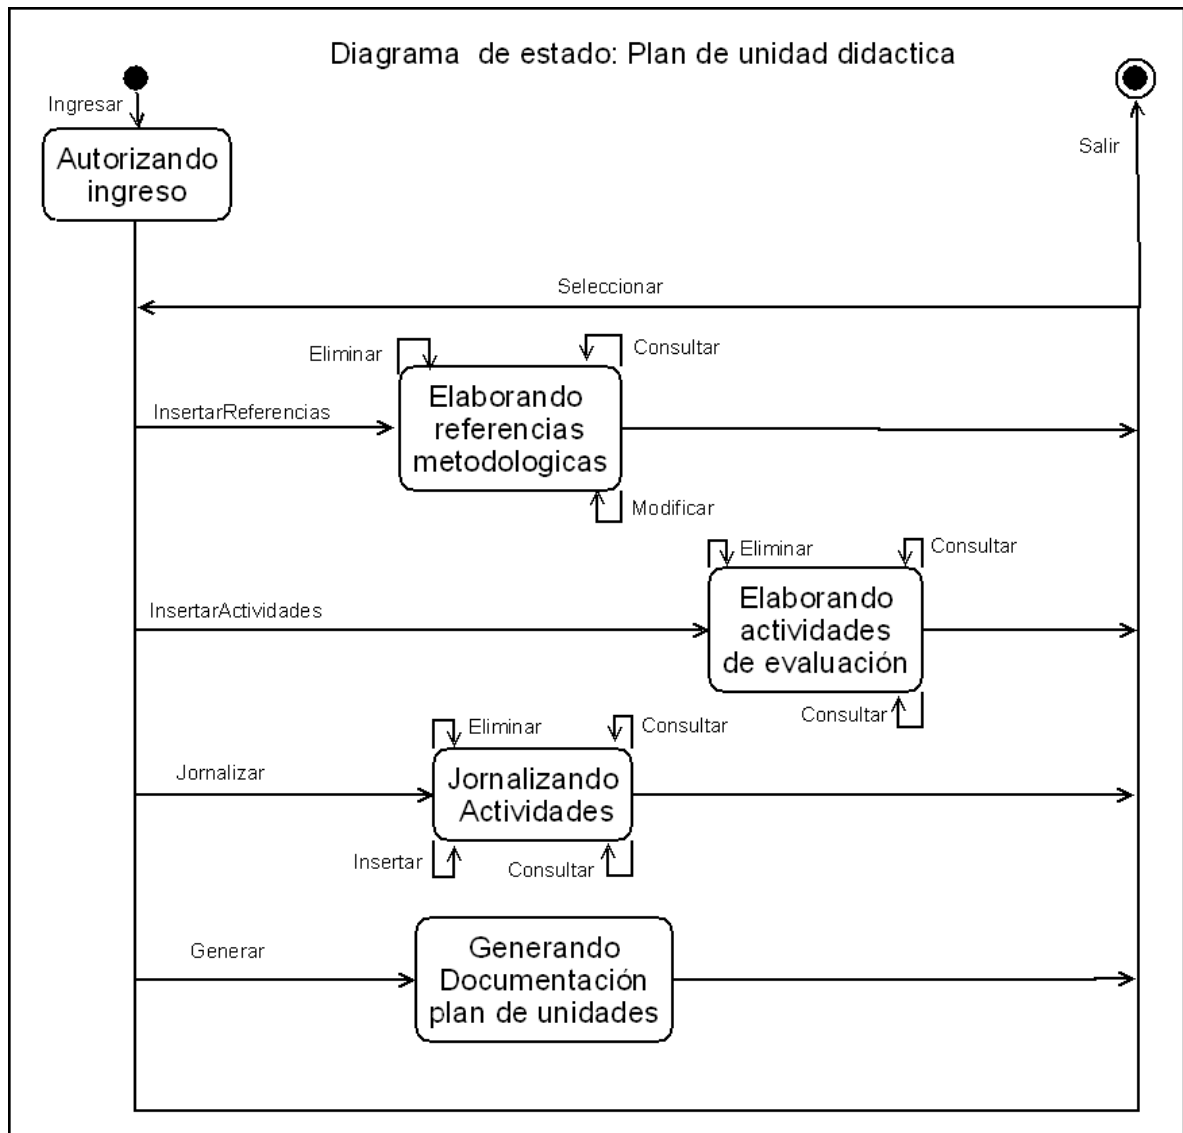 Diagrama de estado: Plan de unidad didactica
Ingresar
Salir
Autorizando
ingreso
Seleccionar
Eliminar
Consultar
InsertarReferencias
Elaborando
referencias
metodologicas
Modificar
Eliminar
Consultar
InsertarActividades
Elaborando
actividades
de evaluación
Consultar
Eliminar
Consultar
Jornalizar
Jornalizando
Actividades
Insertar
Consultar
Generar
Generando
Documentación
plan de unidades